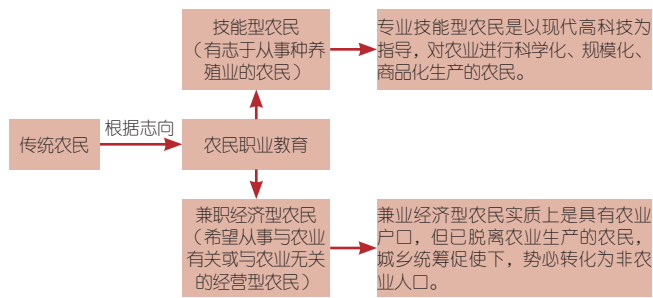 技能型农民
（有志于从事种养
殖业的农民）
专业技能型农民是以现代高科技为
指导，对农业进行科学化、规模化、
商品化生产的农民。
传统农民
根据志向
农民职业教育
兼职经济型农民
（希望从事与农业
有关或与农业无关
的经营型农民）
兼业经济型农民实质上是具有农业
户口，但已脱离农业生产的农民，
城乡统筹促使下，势必转化为非农
业人口。